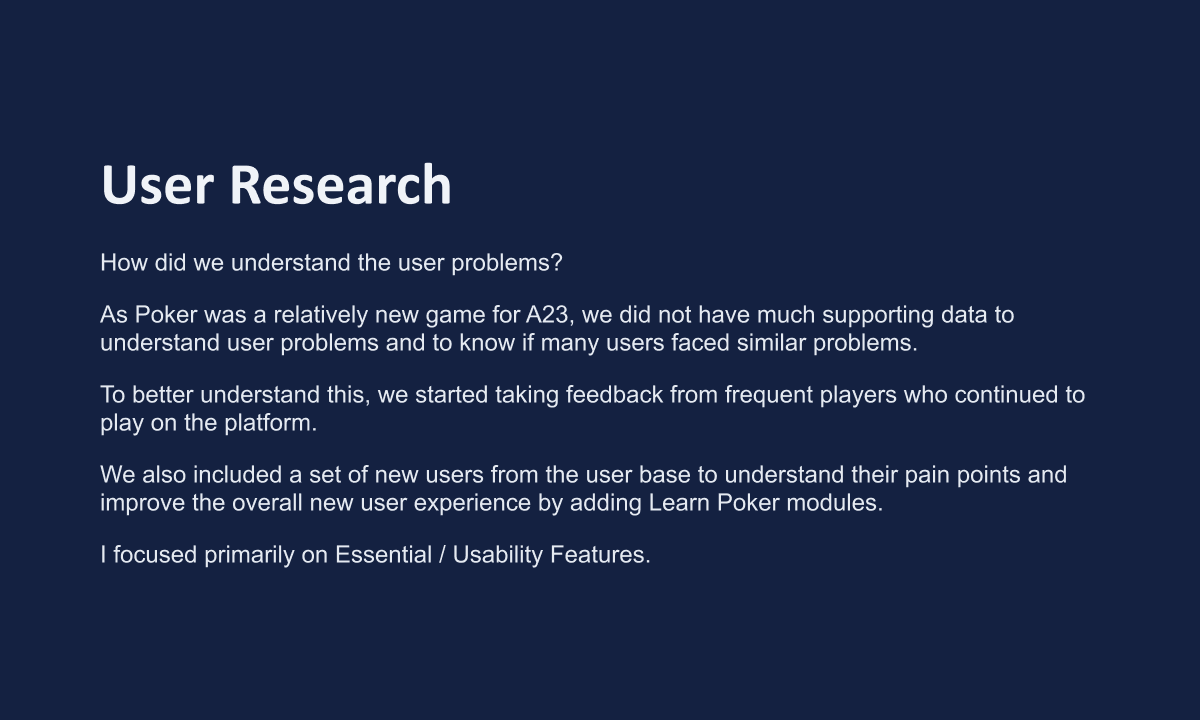 User Research
How did we understand the user problems?
As Poker was a relatively new game for A23, we did not have much supporting data to
understand user problems and to know if many users faced similar problems.
To better understand this, we started taking feedback from frequent players who continued to
play on the platform.
We also included a set of new users from the user base to understand their pain points and
improve the overall new user experience by adding Learn Poker modules.
I focused primarily on Essential / Usability Features.